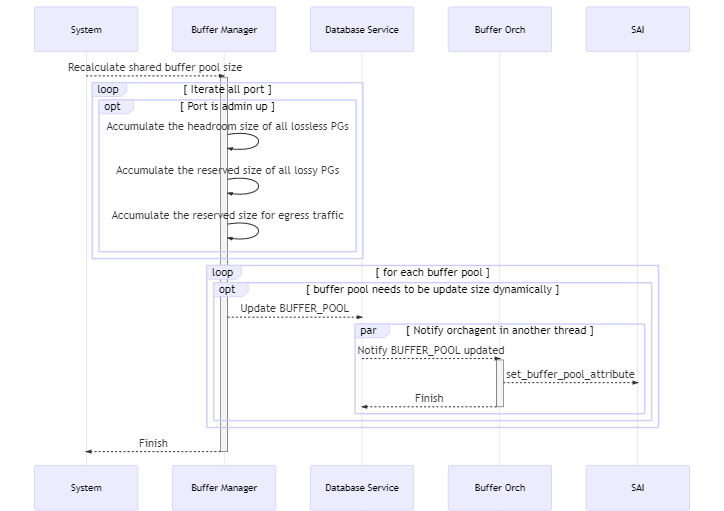 System
Buffer Manager
Database Service
Buffer Orch
SAI
Recalculate shared buffer pool size
loop
[ Iterate all port ]
opt
[ Port is admin up ]
Accumulate the headroom size of all lossless PGs
Accumulate the reserved size of all lossy PGs
Accumulate the reserved size for egress traffic
loop
[ for each buffer pool ]
opt
[ buffer pool needs to be update size dynamically ]
Update BUFFER_POOL
par
[ Notify orchagent in another thread ]
Notify BUFFER_POOL updated
set_buffer_pool_attribute
Finish
Finish
System
Buffer Manager
Database Service
Buffer Orch
SAI